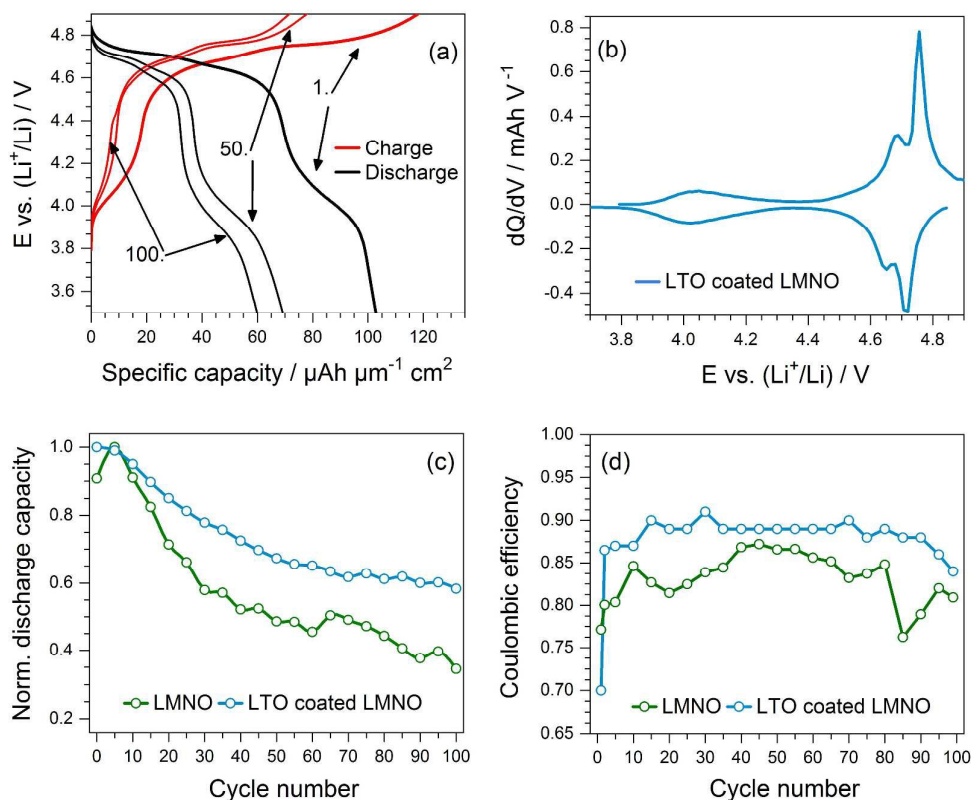 (a)
E vs. (Li⁺/Li) / V
4.8
4.6
4.4
4.2
4.0
3.8
3.6
1.
50.
100.
Charge
Discharge
0 20 40 60 80 100 120
Specific capacity / µAh µm⁻¹ cm²
(b)
dQ/dV / mAh V⁻¹
0.8
0.6
0.4
0.2
0.0
-0.2
-0.4
LTO coated LMNO
3.8 4.0 4.2 4.4 4.6 4.8
E vs. (Li⁺/Li) / V
(c)
Norm. discharge capacity
1.0
0.8
0.6
0.4
0.2
LMNO LTO coated LMNO
0 10 20 30 40 50 60 70 80 90 100
Cycle number
(d)
Coulombic efficiency
1.00
0.95
0.90
0.85
0.80
0.75
0.70
0.65
LMNO LTO coated LMNO
0 10 20 30 40 50 60 70 80 90 100
Cycle number